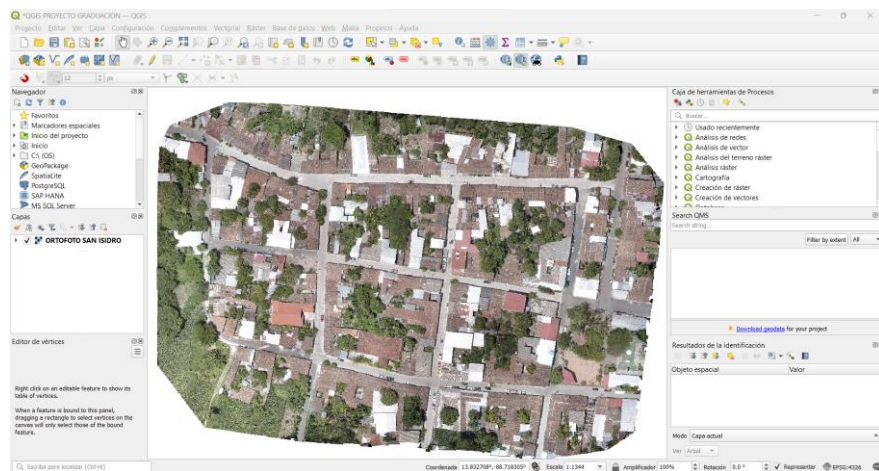 *QGIS PROYECTO GRADUACION — QGIS
Proyecto Editar Ver Capa Configuración Complementos Vectorial Ráster Base de datos Web Malla Procesos Ayuda
12 px
Navegador
Favoritos
Marcadores espaciales
Inicio del proyecto
Inicio
C:\ (OS)
GeoPackage
SpatiaLite
PostgreSQL
SAP HANA
MS SQL Server
Capas
ORTOFOTO SAN ISIDRO
Editor de vértices
Right click on an editable feature to show its
table of vertices.
When a feature is bound to this panel,
dragging a rectangle to select vertices on the
canvas will only select those of the bound
feature.
Caja de herramientas de Procesos
Buscar...
Usado recientemente
Análisis de redes
Análisis de vector
Análisis del terreno ráster
Análisis ráster
Cartografía
Creación de ráster
Creación de vectores
Search QMS
Search string...
Filter by extent All
Download geodata for your project
Resultados de la identificación
Objeto espacial Valor
Modo Capa actual
Ver Árbol
Escriba para localizar (Ctrl+K)
Coordenada 13.832708°,-88.718305° Escala 1:1344 Amplificador 100% Rotación 0.0 ° Representar EPSG:4326